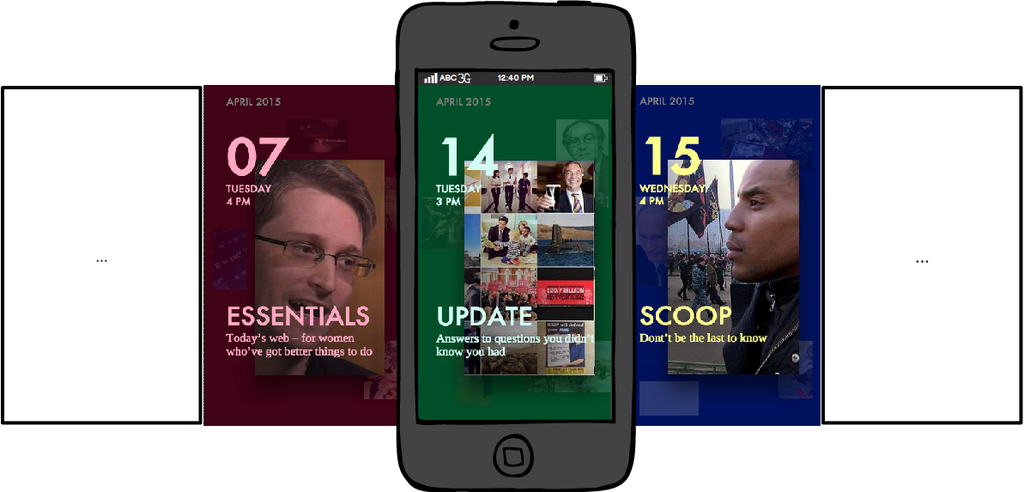 ...
APRIL 2015
07
TUESDAY
4 PM
ESSENTIALS
Today's web – for women
who've got better things to do
ABC 3G
12:40 PM
APRIL 2015
14
TUESDAY
3 PM
UPDATE
Answers to questions you didn't
know you had
APRIL 2015
15
WEDNESDAY
4 PM
SCOOP
Dont't be the last to know
...